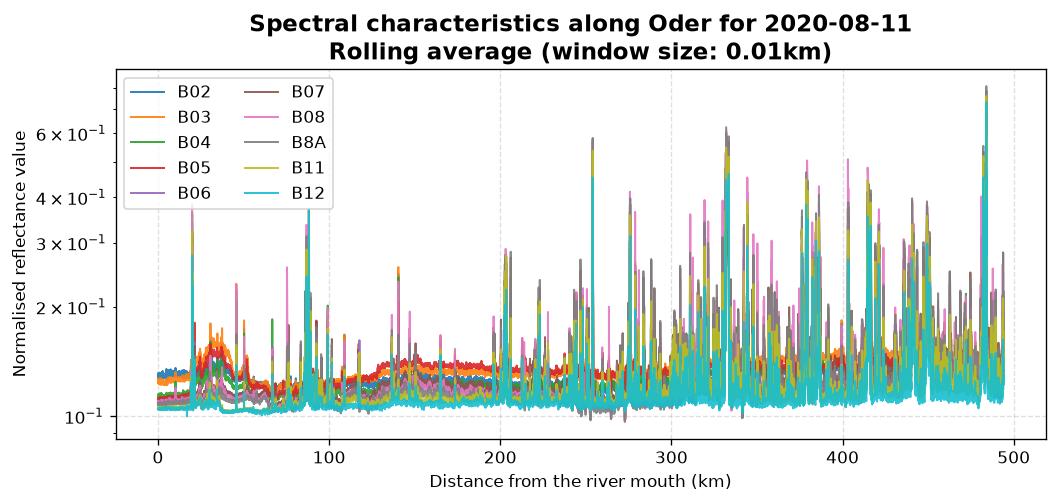 Spectral characteristics along Oder for 2020-08-11
Rolling average (window size: 0.01km)
Normalised reflectance value
6 × 10⁻¹
4 × 10⁻¹
3 × 10⁻¹
2 × 10⁻¹
10⁻¹
B02
B03
B04
B05
B06
B07
B08
B8A
B11
B12
0 100 200 300 400 500
Distance from the river mouth (km)